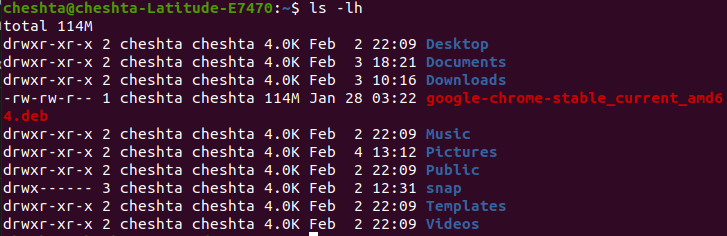 cheshta@cheshta-Latitude-E7470:~$ ls -lh
total 114M
drwxr-xr-x 2 cheshta cheshta 4.0K Feb  2 22:09 Desktop
drwxr-xr-x 2 cheshta cheshta 4.0K Feb  3 18:21 Documents
drwxr-xr-x 2 cheshta cheshta 4.0K Feb  3 10:16 Downloads
-rw-rw-r-- 1 cheshta cheshta 114M Jan 28 03:22 google-chrome-stable_current_amd6
4.deb
drwxr-xr-x 2 cheshta cheshta 4.0K Feb  2 22:09 Music
drwxr-xr-x 2 cheshta cheshta 4.0K Feb  4 13:12 Pictures
drwxr-xr-x 2 cheshta cheshta 4.0K Feb  2 22:09 Public
drwx------ 3 cheshta cheshta 4.0K Feb  2 12:31 snap
drwxr-xr-x 2 cheshta cheshta 4.0K Feb  2 22:09 Templates
drwxr-xr-x 2 cheshta cheshta 4.0K Feb  2 22:09 Videos